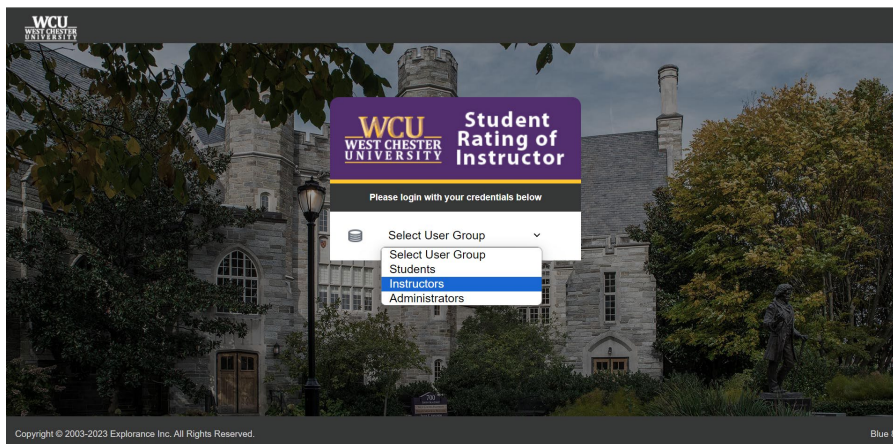 WCU
WEST CHESTER
UNIVERSITY
WCU
WEST CHESTER
UNIVERSITY
Student
Rating of
Instructor
Please login with your credentials below
Select User Group
Select User Group
Students
Instructors
Administrators
700
Copyright © 2003-2023 Explorance Inc. All Rights Reserved.
Blue